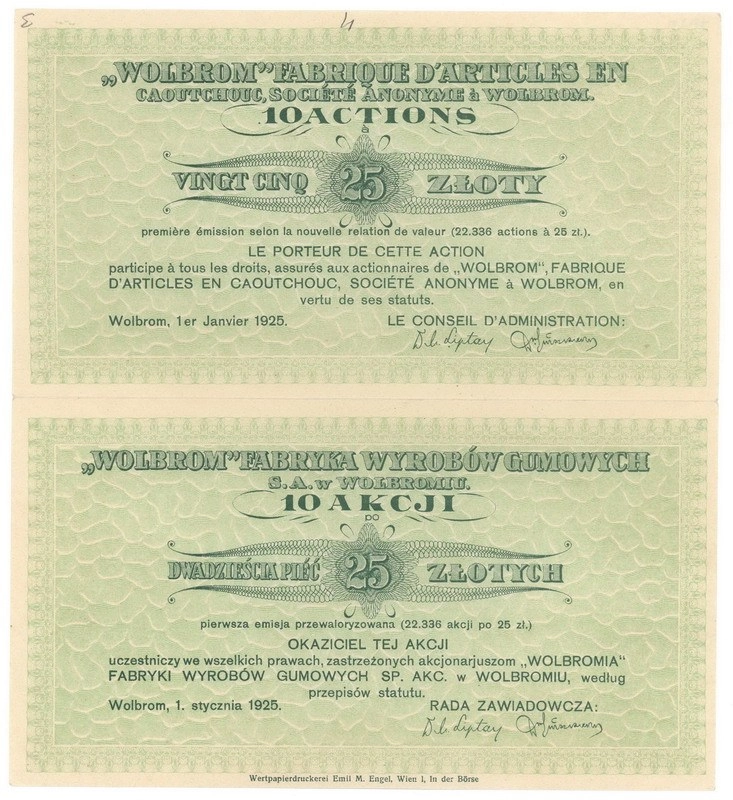 3 4
„WOLBROM” FABRIQUE D'ARTICLES EN
CAOUTCHOUC, SOCIÉTÉ ANONYME à WOLBROM.
10 ACTIONS
à
VINGT CINQ 25 ZŁOTY
première émission selon la nouvelle relation de valeur (22.336 actions à 25 zł.).
LE PORTEUR DE CETTE ACTION
participe à tous les droits, assurés aux actionnaires de „WOLBROM”, FABRIQUE
D'ARTICLES EN CAOUTCHOUC, SOCIÉTÉ ANONYME à WOLBROM, en
vertu de ses statuts.
Wolbrom, 1er Janvier 1925. LE CONSEIL D'ADMINISTRATION:
„WOLBROM” FABRYKA WYROBÓW GUMOWYCH
S.A. w WOLBROMIU.
10 AKCJI
po
DWADZIEŚCIA PIĘĆ 25 ZŁOTYCH
pierwsza emisja przewaloryzowana (22.336 akcji po 25 zł.)
OKAZICIEL TEJ AKCJI
uczestniczy we wszelkich prawach, zastrzeżonych akcjonarjuszom „WOLBROMIA”
FABRYKI WYROBÓW GUMOWYCH SP. AKC. w WOLBROMIU, według
przepisów statutu.
Wolbrom, 1. stycznia 1925. RADA ZAWIADOWCZA:
Wertpapierdruckerei Emil M. Engel, Wien I, In der Börse